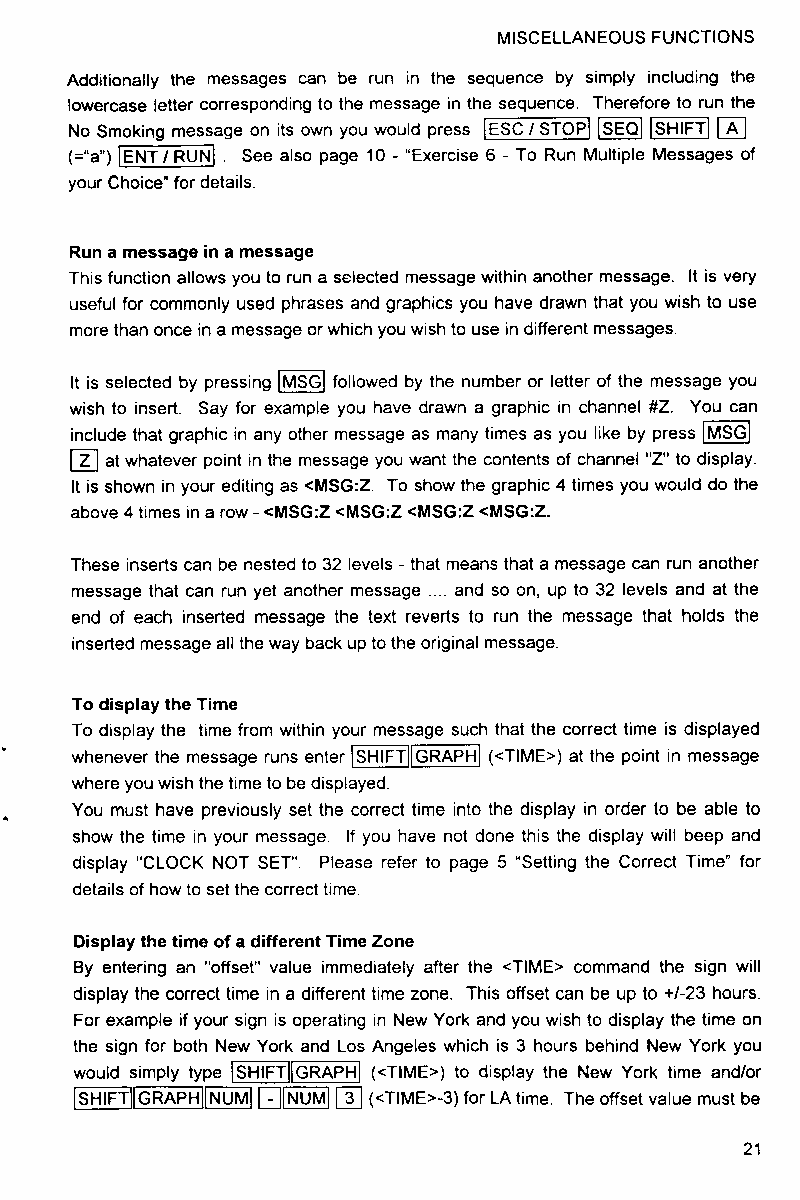 MISCELLANEOUS FUNCTIONS
Additionally the messages can be run in the sequence by simply including the
lowercase letter corresponding to the message in the sequence. Therefore to run the
No Smoking message on its own you would press ESC / STOP SEQ SHIFT A
(="a") ENT / RUN . See also page 10 - "Exercise 6 - To Run Multiple Messages of
your Choice" for details.
Run a message in a message
This function allows you to run a selected message within another message. It is very
useful for commonly used phrases and graphics you have drawn that you wish to use
more than once in a message or which you wish to use in different messages.
It is selected by pressing MSG followed by the number or letter of the message you
wish to insert. Say for example you have drawn a graphic in channel #Z. You can
include that graphic in any other message as many times as you like by press MSG
Z at whatever point in the message you want the contents of channel "Z" to display.
It is shown in your editing as <MSG:Z. To show the graphic 4 times you would do the
above 4 times in a row - <MSG:Z <MSG:Z <MSG:Z <MSG:Z.
These inserts can be nested to 32 levels - that means that a message can run another
message that can run yet another message .... and so on, up to 32 levels and at the
end of each inserted message the text reverts to run the message that holds the
inserted message all the way back up to the original message.
To display the Time
To display the time from within your message such that the correct time is displayed
whenever the message runs enter SHIFT GRAPH (<TIME>) at the point in message
where you wish the time to be displayed.
You must have previously set the correct time into the display in order to be able to
show the time in your message. If you have not done this the display will beep and
display "CLOCK NOT SET". Please refer to page 5 "Setting the Correct Time" for
details of how to set the correct time.
Display the time of a different Time Zone
By entering an "offset" value immediately after the <TIME> command the sign will
display the correct time in a different time zone. This offset can be up to +/-23 hours.
For example if your sign is operating in New York and you wish to display the time on
the sign for both New York and Los Angeles which is 3 hours behind New York you
would simply type SHIFT GRAPH (<TIME>) to display the New York time and/or
SHIFT GRAPH NUM - NUM 3 (<TIME>-3) for LA time. The offset value must be
21